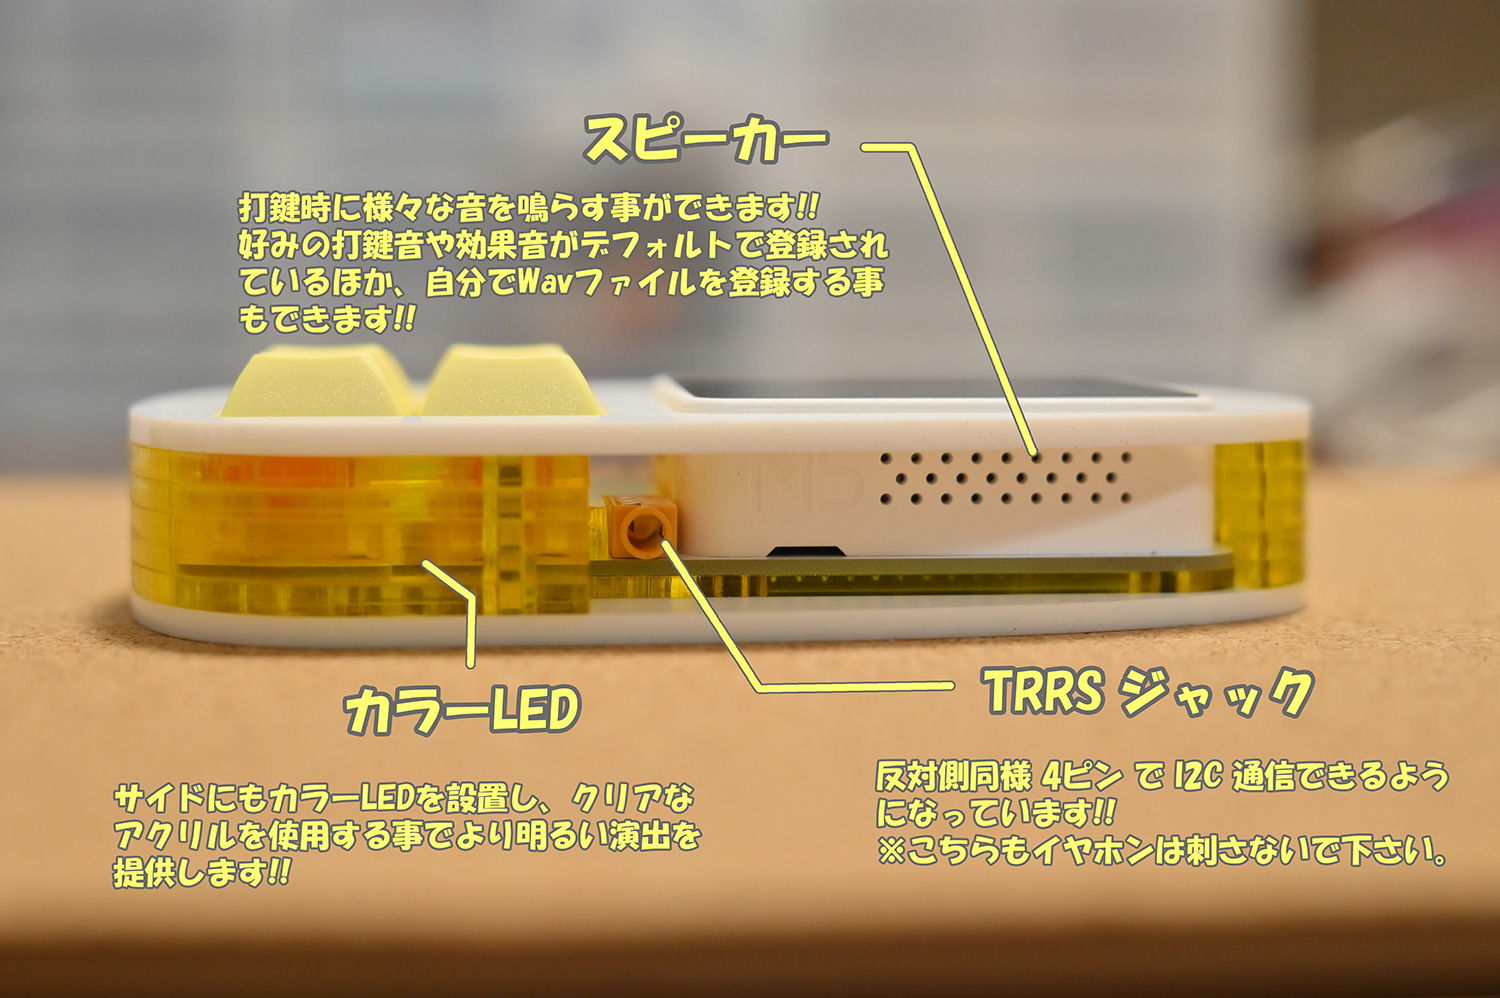 スピーカー
打鍵時に様々な音を鳴らす事ができます!!
好みの打鍵音や効果音がデフォルトで登録され
ているほか、自分でWavファイルを登録する事
もできます!!
M5
カラーLED
サイドにもカラーLEDを設置し、クリアな
アクリルを使用する事でより明るい演出を
提供します!!
TRRS ジャック
反対側同様 4ピン で I2C 通信できるよう
になっています!!
※こちらもイヤホンは刺さないで下さい。